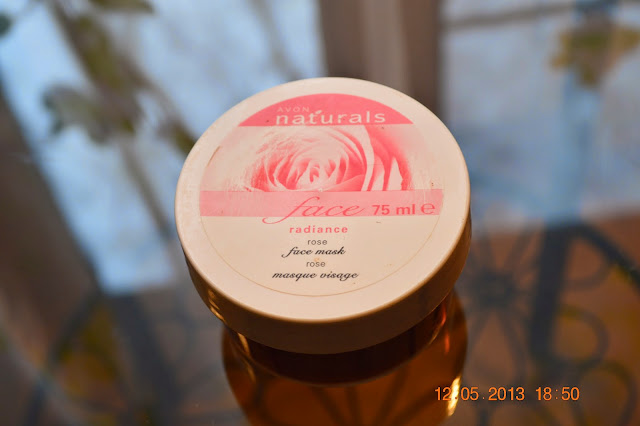 AVON
naturals
face 75 ml e
radiance
rose
face mask
rose
masque visage
12.05.2013 18:50